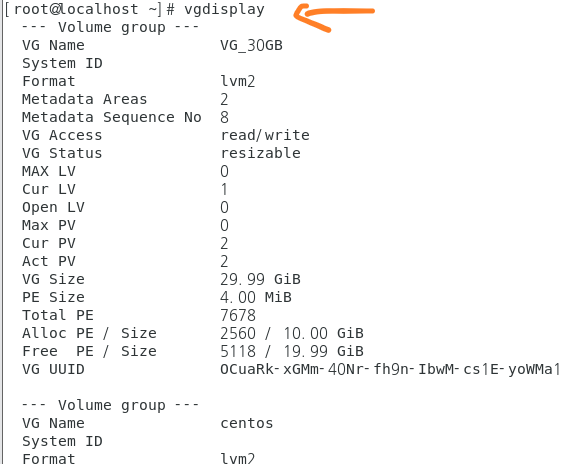 [root@localhost ~]# vgdisplay
--- Volume group ---
VG Name VG_30GB
System ID
Format lvm2
Metadata Areas 2
Metadata Sequence No 8
VG Access read/write
VG Status resizable
MAX LV 0
Cur LV 1
Open LV 0
Max PV 0
Cur PV 2
Act PV 2
VG Size 29.99 GiB
PE Size 4.00 MiB
Total PE 7678
Alloc PE / Size 2560 / 10.00 GiB
Free PE / Size 5118 / 19.99 GiB
VG UUID OCuaRk-xGMm-40Nr-fh9n-IbwM-cs1E-yoWMa1
--- Volume group ---
VG Name centos
System ID
Format lvm2